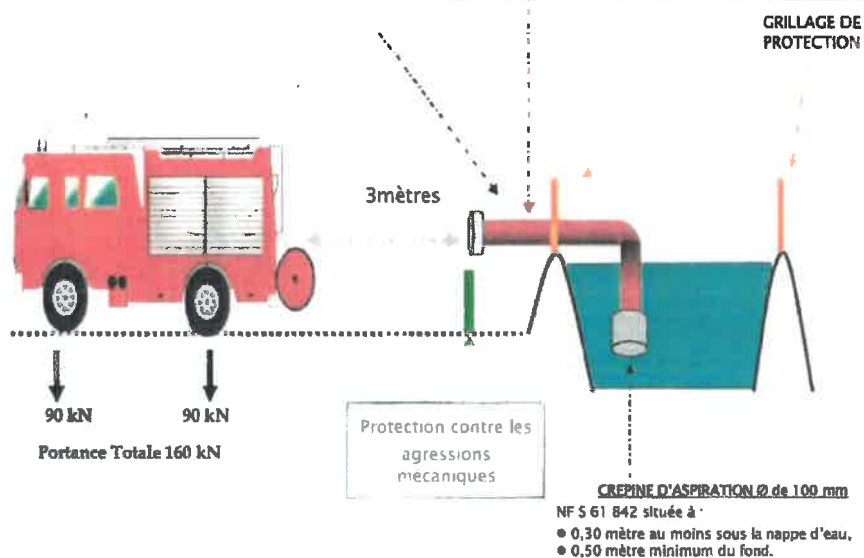 GRILLAGE DE
PROTECTION
3mètres
90 kN 90 kN
Portance Totale 160 kN
Protection contre les
agressions
mécaniques
CREPINE D'ASPIRATION Ø de 100 mm
NF S 61 842 située à :
● 0,30 mètre au moins sous la nappe d'eau,
● 0,50 mètre minimum du fond.